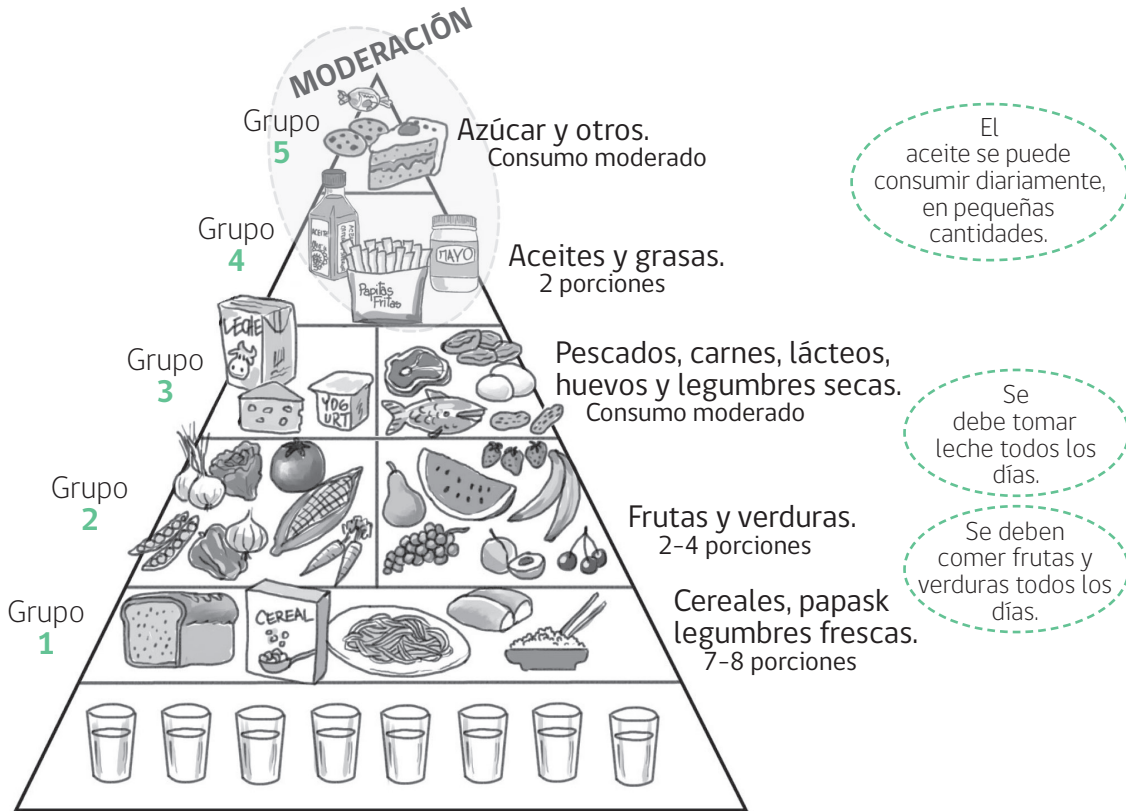 MODERACIÓN
Grupo
5
Azúcar y otros.
Consumo moderado
El
aceite se puede
consumir diariamente,
en pequeñas
cantidades.
Grupo
4
ACEITE
MAYO
Papitas
Fritas
Aceites y grasas.
2 porciones
LECHE
Grupo
3
YOG
URT
Pescados, carnes, lácteos,
huevos y legumbres secas.
Consumo moderado
Se
debe tomar
leche todos los
días.
Grupo
2
Frutas y verduras.
2-4 porciones
Se deben
comer frutas y
verduras todos los
días.
Grupo
1
CEREAL
Cereales, papask
legumbres frescas.
7-8 porciones